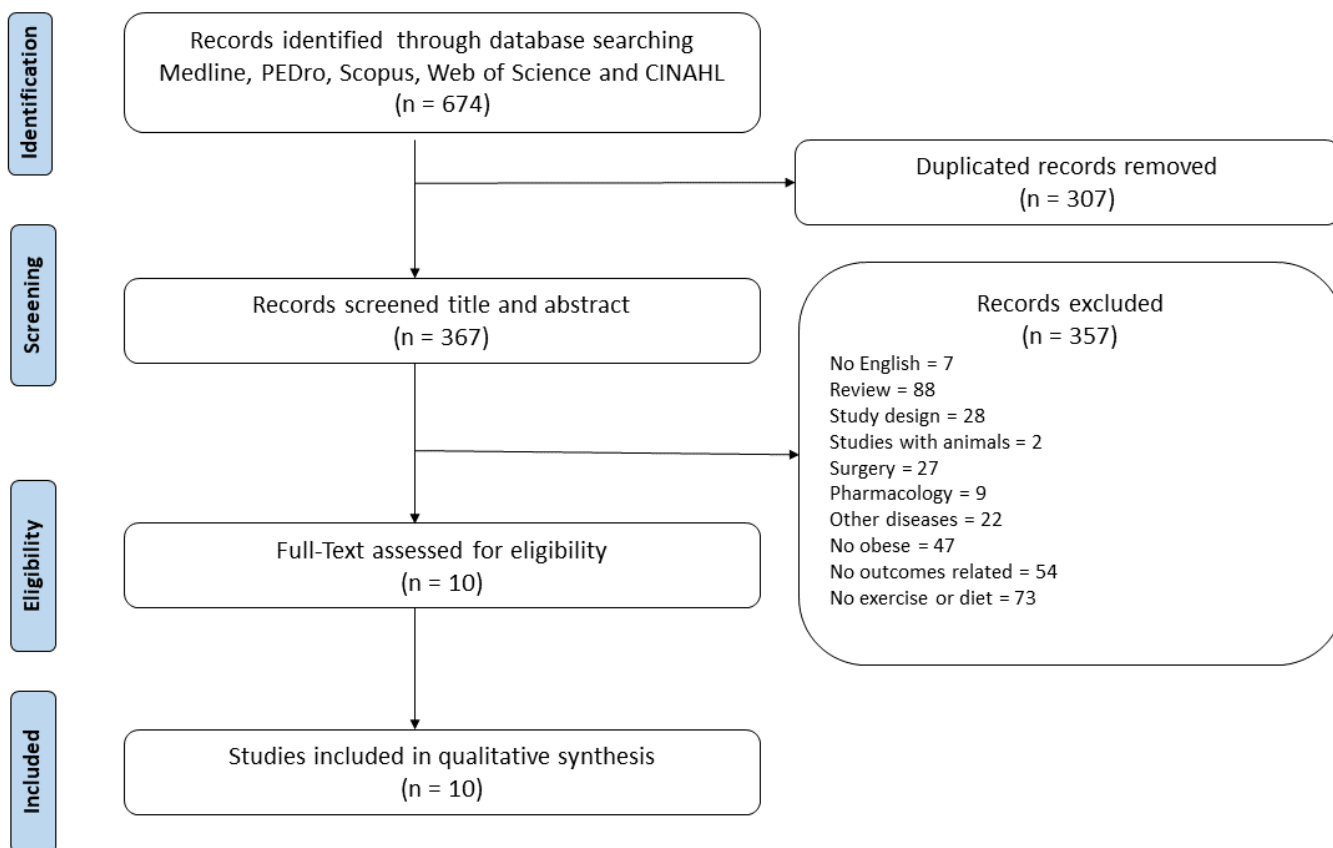 Identification
Records identified through database searching
Medline, PEDro, Scopus, Web of Science and CINAHL
(n = 674)
Duplicated records removed
(n = 307)
Screening
Records screened title and abstract
(n = 367)
Records excluded
(n = 357)
No English = 7
Review = 88
Study design = 28
Studies with animals = 2
Surgery = 27
Pharmacology = 9
Other diseases = 22
No obese = 47
No outcomes related = 54
No exercise or diet = 73
Eligibility
Full-Text assessed for eligibility
(n = 10)
Included
Studies included in qualitative synthesis
(n = 10)